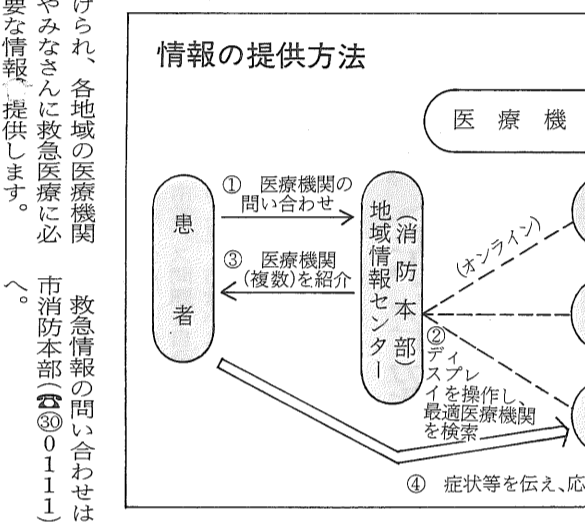 げられ、各地域の医療機関
やみなさんに救急医療に必
要な情報 提供します。
救急情報の問い合わせは
市消防本部(☎㉚0111)
へ。
情報の提供方法
医療機
患者
① 医療機関の
問い合わせ
③ 医療機関
(複数)を紹介
(消防本部)
地域情報センター
(オンライン)
②
ディ
スプレ
イを操作し、
最適医療機関
を検索
④ 症状等を伝え、応